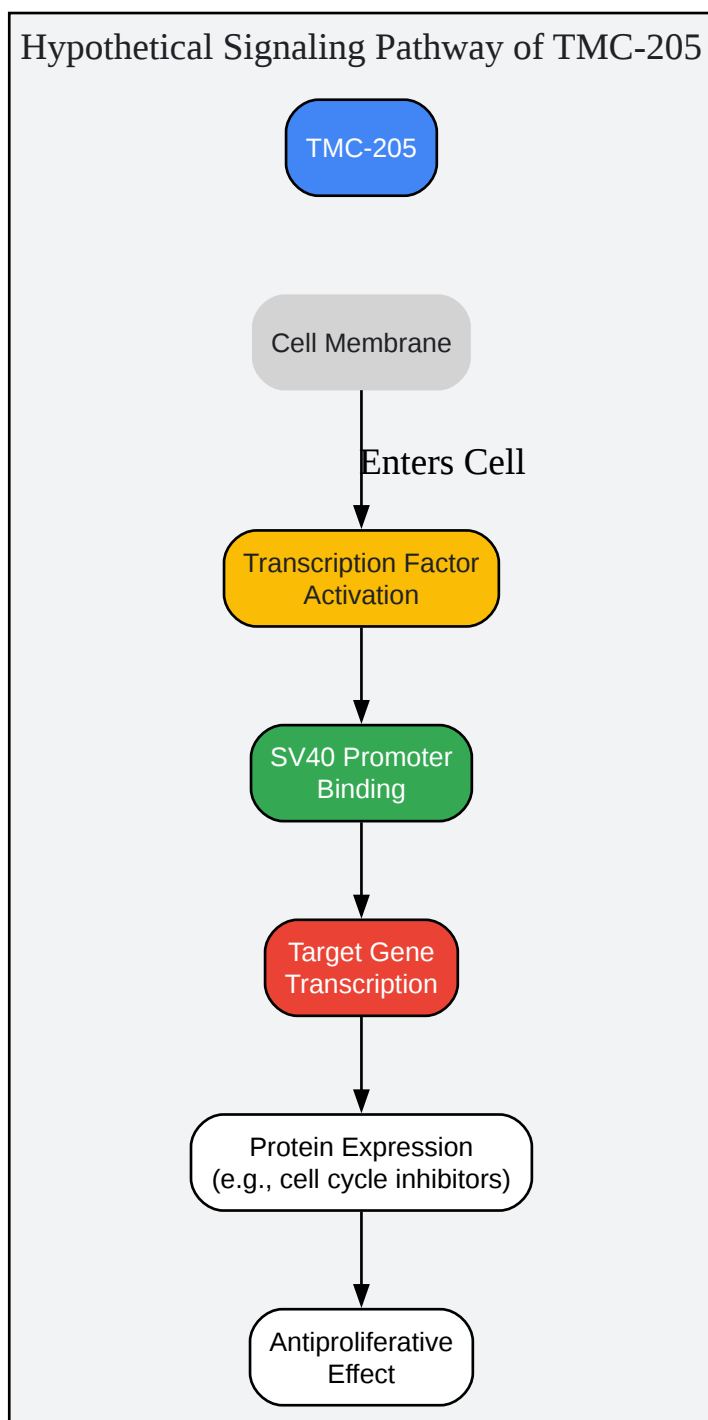 Hypothetical Signaling Pathway of TMC-205
TMC-205
Cell Membrane
Enters Cell
Transcription Factor
Activation
SV40 Promoter
Binding
Target Gene
Transcription
Protein Expression
(e.g., cell cycle inhibitors)
Antiproliferative
Effect